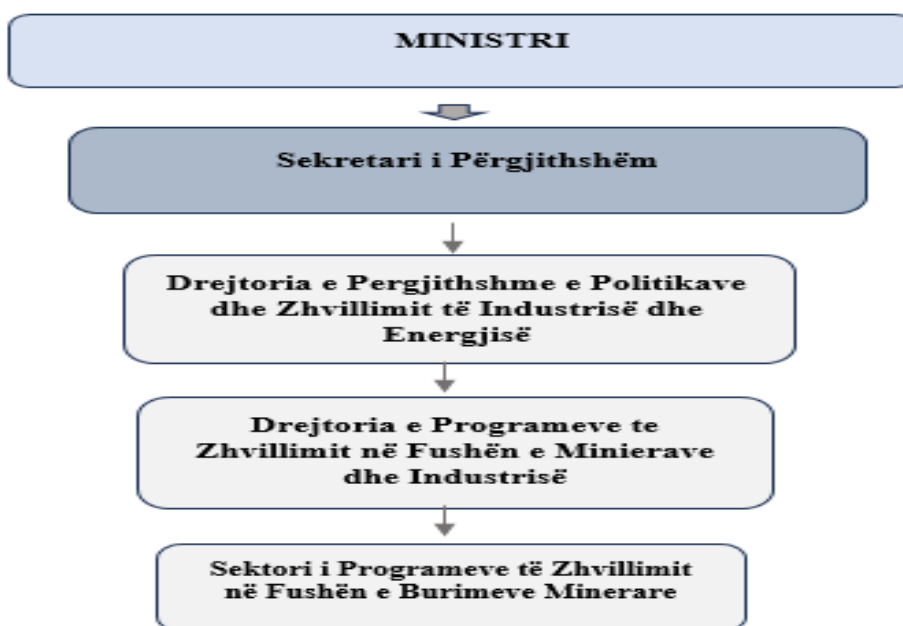 MINISTRI
Sekretari i Përgjithshëm
Drejtoria e Pergjithshme e Politikave
dhe Zhvillimit të Industrisë dhe
Energjisë
Drejtoria e Programeve te
Zhvillimit në Fushën e Minierave
dhe Industrisë
Sektori i Programeve të Zhvillimit
në Fushën e Burimeve Minerare